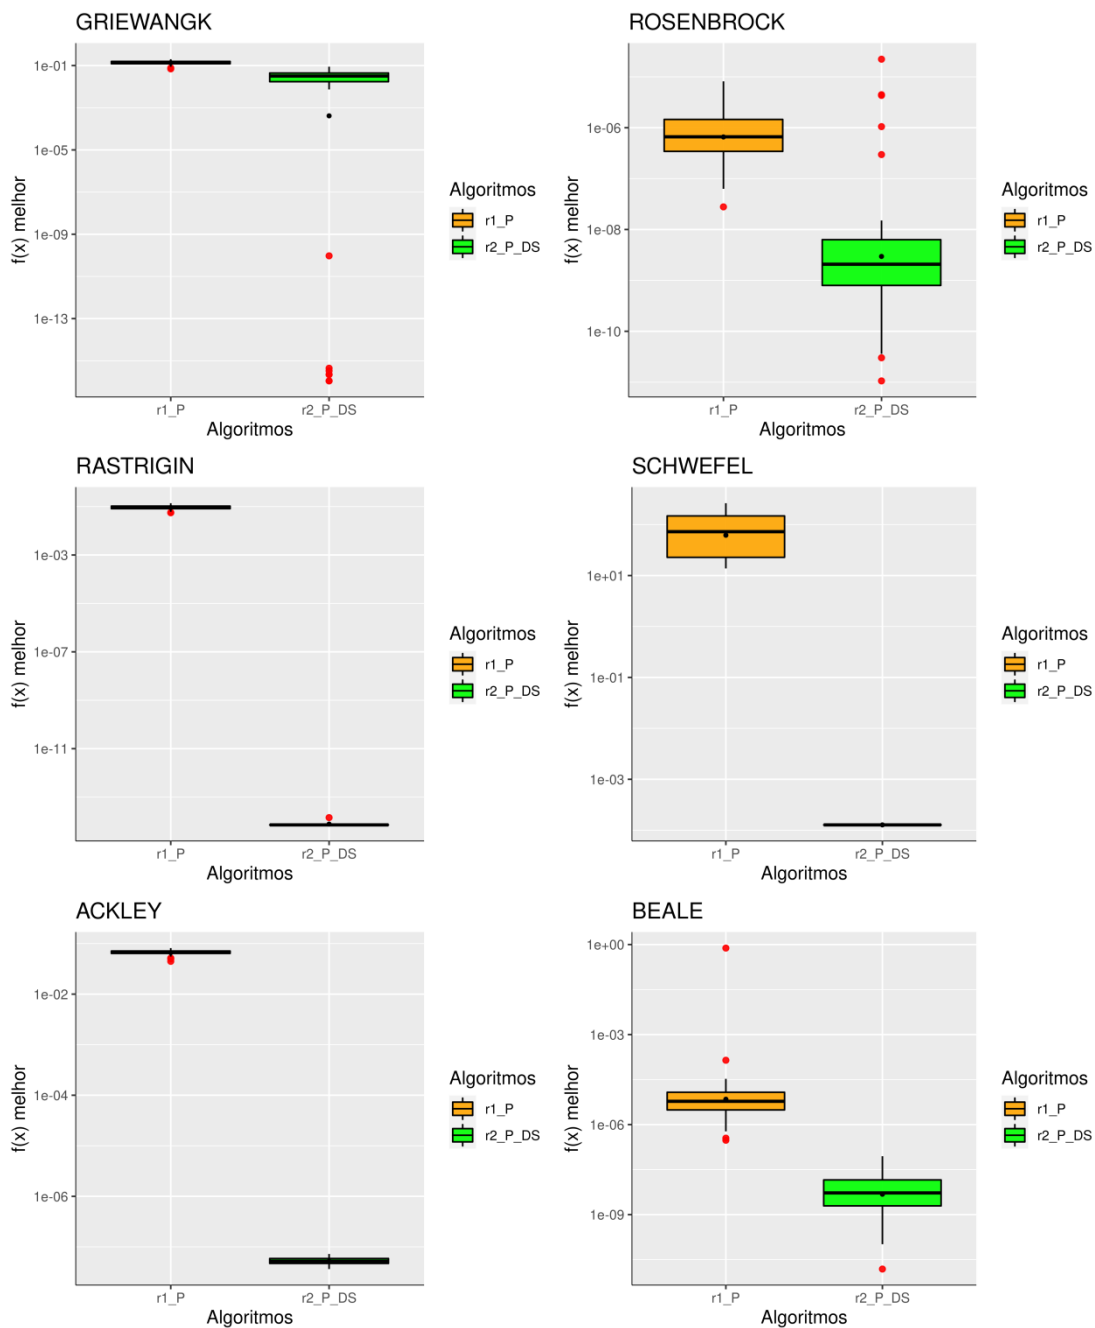 GRIEWANGK
1e-01
1e-05
1e-09
1e-13
f(x) melhor
r1_P
r2_P_DS
Algoritmos
Algoritmos
r1_P
r2_P_DS
ROSENBROCK
1e-06
1e-08
1e-10
f(x) melhor
r1_P
r2_P_DS
Algoritmos
Algoritmos
r1_P
r2_P_DS
RASTRIGIN
1e-03
1e-07
1e-11
f(x) melhor
r1_P
r2_P_DS
Algoritmos
Algoritmos
r1_P
r2_P_DS
SCHWEFEL
1e+01
1e-01
1e-03
f(x) melhor
r1_P
r2_P_DS
Algoritmos
Algoritmos
r1_P
r2_P_DS
ACKLEY
1e-02
1e-04
1e-06
f(x) melhor
r1_P
r2_P_DS
Algoritmos
Algoritmos
r1_P
r2_P_DS
BEALE
1e+00
1e-03
1e-06
1e-09
f(x) melhor
r1_P
r2_P_DS
Algoritmos
Algoritmos
r1_P
r2_P_DS